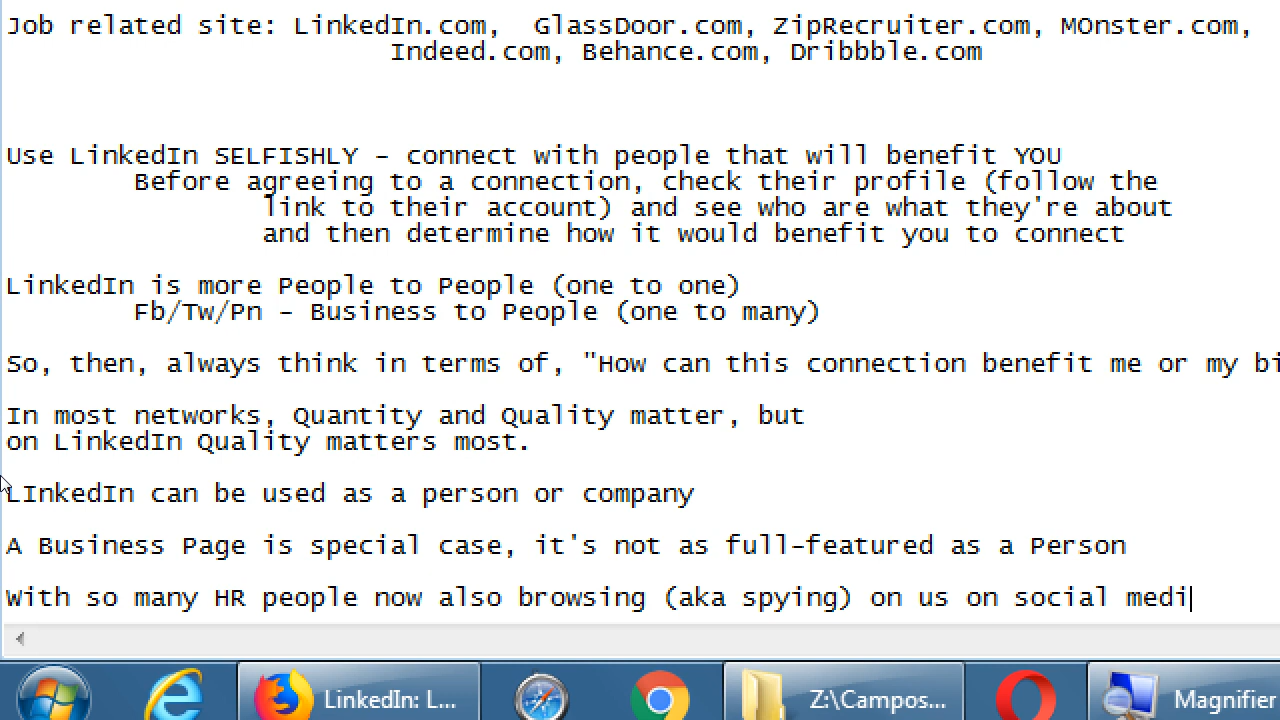 Job related site: LinkedIn.com,  GlassDoor.com, ZipRecruiter.com, MOnster.com,
Indeed.com, Behance.com, Dribbble.com
Use LinkedIn SELFISHLY - connect with people that will benefit YOU
Before agreeing to a connection, check their profile (follow the
link to their account) and see who are what they're about
and then determine how it would benefit you to connect
LinkedIn is more People to People (one to one)
Fb/Tw/Pn - Business to People (one to many)
So, then, always think in terms of, "How can this connection benefit me or my bi
In most networks, Quantity and Quality matter, but
on LinkedIn Quality matters most.
LInkedIn can be used as a person or company
A Business Page is special case, it's not as full-featured as a Person
With so many HR people now also browsing (aka spying) on us on social medi
LinkedIn: L... Z:\Campos... Magnifier